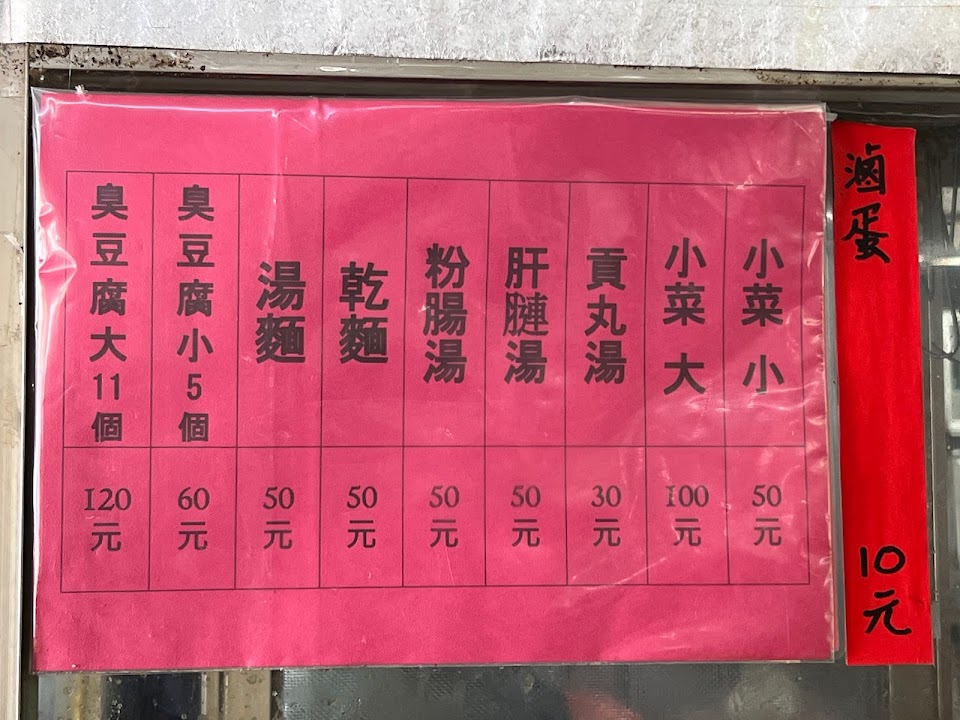 滷蛋 10元
小菜 小 50元
小菜 大 100元
貢丸湯 30元
肝腱湯 50元
粉腸湯 50元
乾麵 50元
湯麵 50元
臭豆腐小5個 60元
臭豆腐大11個 120元